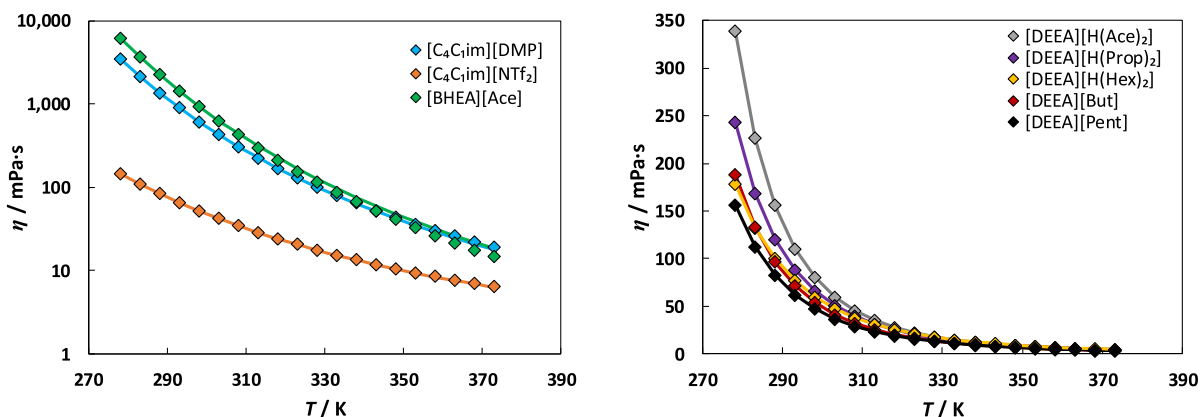 10,000
1,000
100
10
1
η / mPa·s
270 290 310 330 350 370 390
T / K
[C₄C₁im][DMP]
[C₄C₁im][NTf₂]
[BHEA][Ace]
350
300
250
200
150
100
50
0
η / mPa·s
270 290 310 330 350 370 390
T / K
[DEEA][H(Ace)₂]
[DEEA][H(Prop)₂]
[DEEA][H(Hex)₂]
[DEEA][But]
[DEEA][Pent]